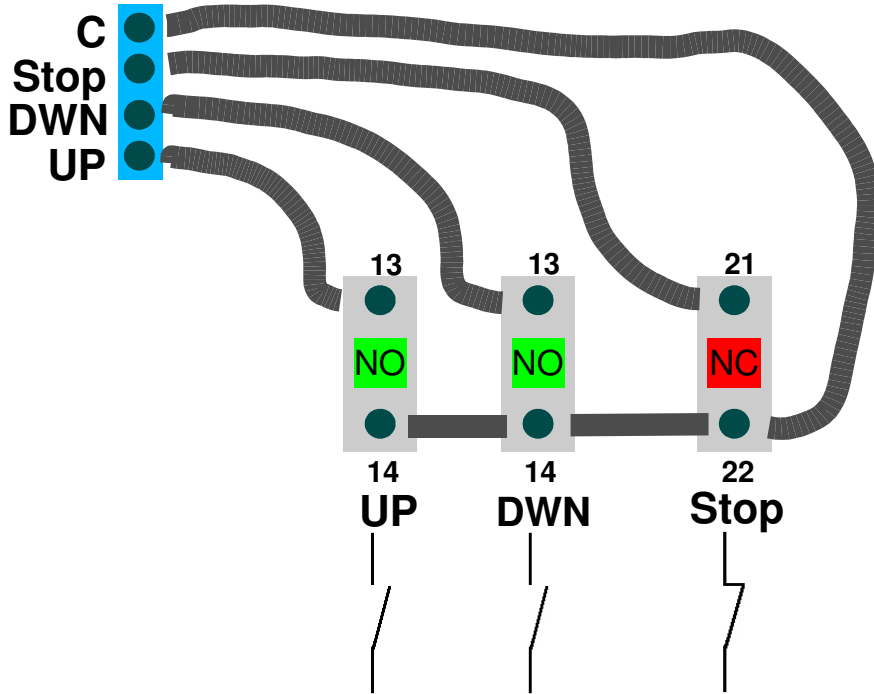 C
Stop
DWN
UP
13 13 21
NO NO NC
14 14 22
UP DWN Stop